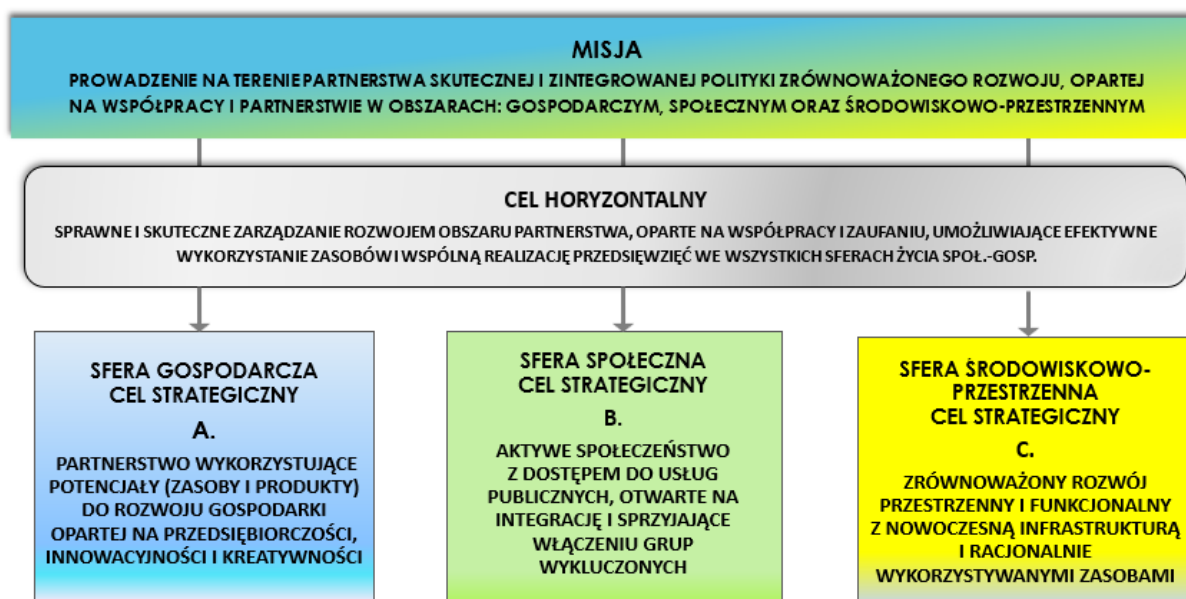 MISJA
PROWADZENIE NA TERENIE PARTNERSTWA SKUTECZNEJ I ZINTEGROWANEJ POLITYKI ZRÓWNOWAŻONEGO ROZWOJU, OPARTEJ
NA WSPÓŁPRACY I PARTNERSTWIE W OBSZARACH: GOSPODARCZYM, SPOŁECZNYM ORAZ ŚRODOWISKOWO-PRZESTRZENNYM
CEL HORYZONTALNY
SPRAWNE I SKUTECZNE ZARZĄDZANIE ROZWOJEM OBSZARU PARTNERSTWA, OPARTE NA WSPÓŁPRACY I ZAUFANIU, UMOŻLIWIAJĄCE EFEKTYWNE
WYKORZYSTANIE ZASOBÓW I WSPÓLNĄ REALIZACJĘ PRZEDSIĘWZIĘĆ WE WSZYSTKICH SFERACH ŻYCIA SPOŁ.-GOSP.
SFERA GOSPODARCZA
CEL STRATEGICZNY
A.
PARTNERSTWO WYKORZYSTUJĄCE
POTENCJAŁY (ZASOBY I PRODUKTY)
DO ROZWOJU GOSPODARKI
OPARTEJ NA PRZEDSIĘBIORCZOŚCI,
INNOWACYJNOŚCI I KREATYWNOŚCI
SFERA SPOŁECZNA
CEL STRATEGICZNY
B.
AKTYWE SPOŁECZEŃSTWO
Z DOSTĘPEM DO USŁUG
PUBLICZNYCH, OTWARTE NA
INTEGRACJĘ I SPRZYJAJĄCE
WŁĄCZENIU GRUP
WYKLUCZONYCH
SFERA ŚRODOWISKOWO-
PRZESTRZENNA
CEL STRATEGICZNY
C.
ZRÓWNOWAŻONY ROZWÓJ
PRZESTRZENNY I FUNKCJONALNY
Z NOWOCZESNĄ INFRASTRUKTURĄ
I RACJONALNIE
WYKORZYSTYWANYMI ZASOBAMI